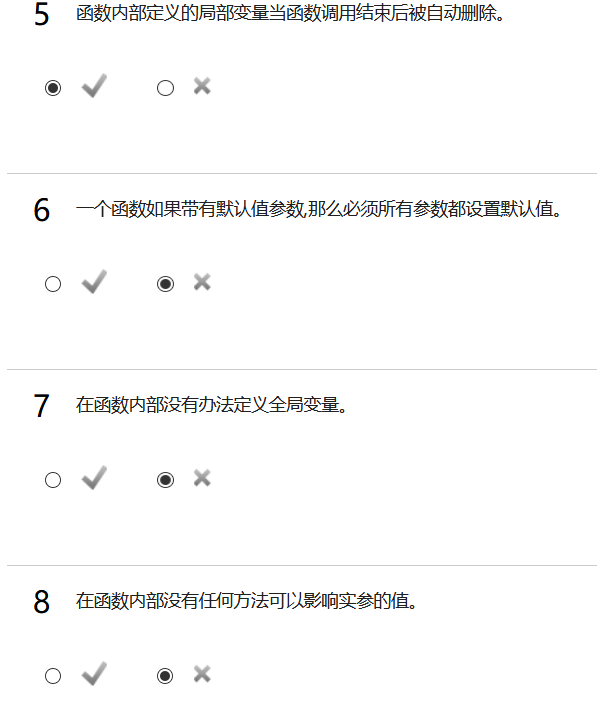 5 函数内部定义的局部变量当函数调用结束后被自动删除。
6 一个函数如果带有默认值参数,那么必须所有参数都设置默认值。
7 在函数内部没有办法定义全局变量。
8 在函数内部没有任何方法可以影响实参的值。